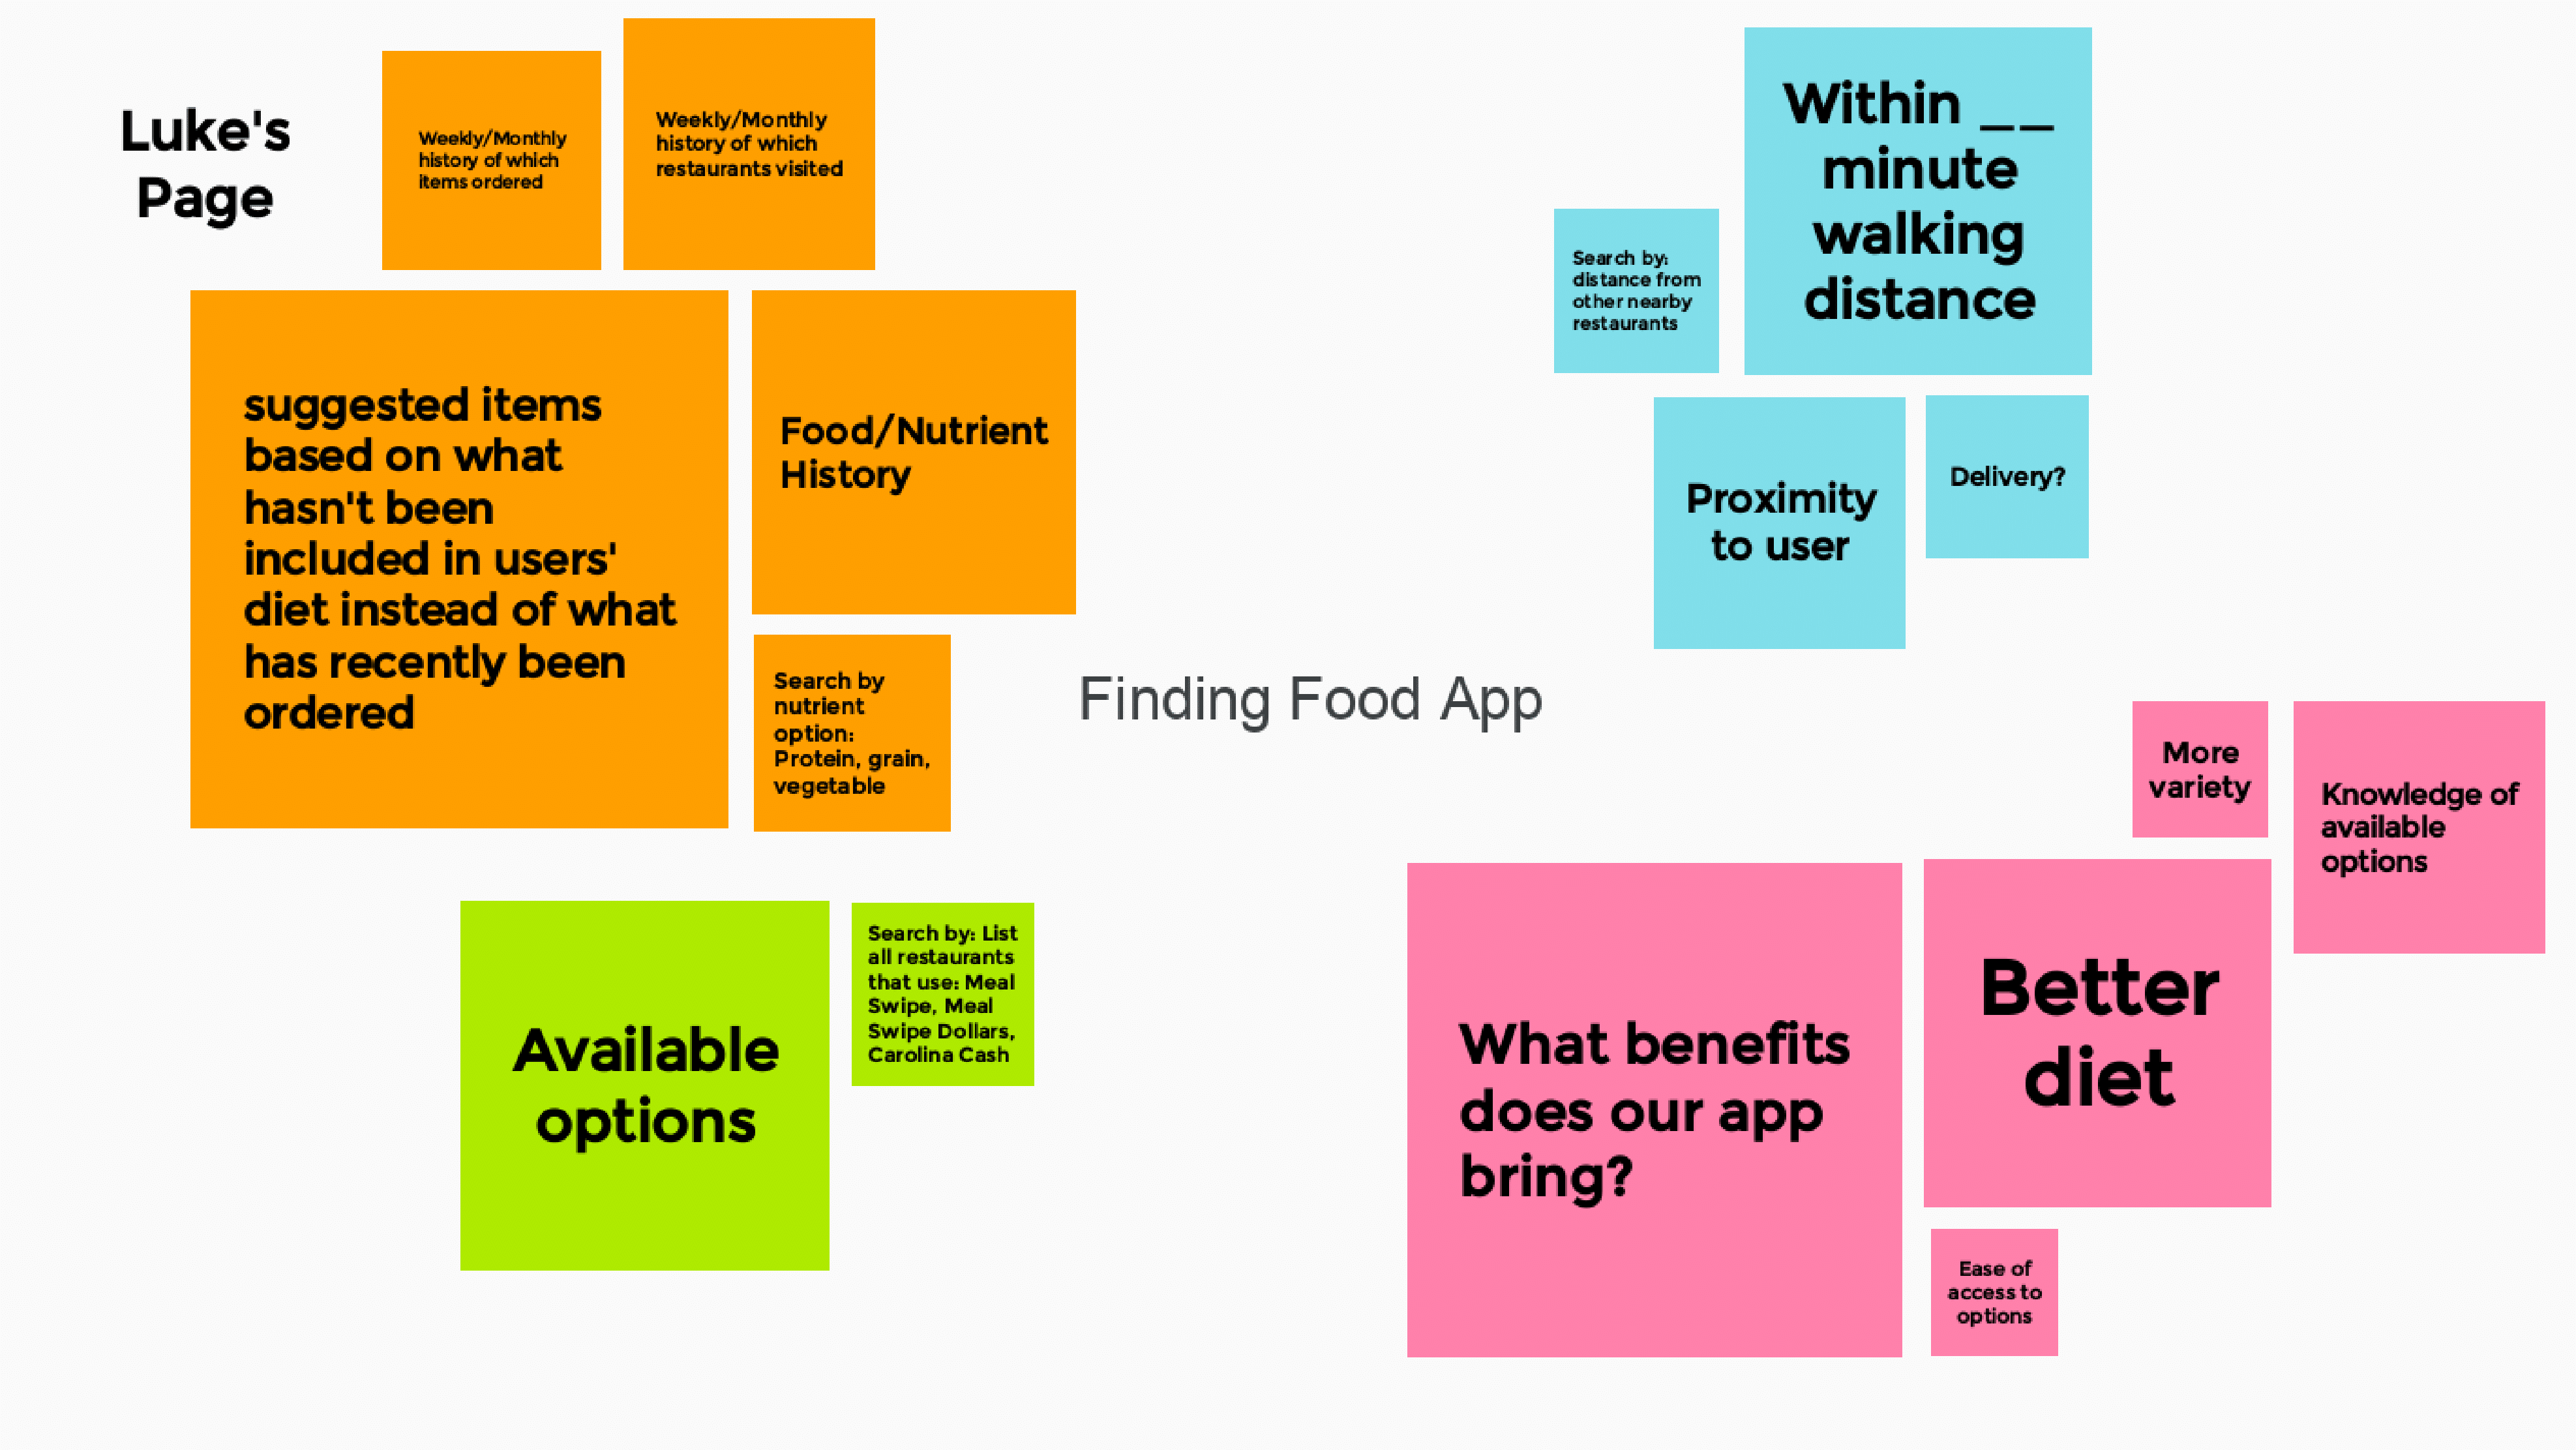 Luke's
Page
Weekly/Monthly
history of which
items ordered
Weekly/Monthly
history of which
restaurants visited
suggested items
based on what
hasn't been
included in users'
diet instead of what
has recently been
ordered
Food/Nutrient
History
Search by
nutrient
option:
Protein, grain,
vegetable
Available
options
Search by: List
all restaurants
that use: Meal
Swipe, Meal
Swipe Dollars,
Carolina Cash
Finding Food App
Within __
minute
walking
distance
Search by:
distance from
other nearby
restaurants
Proximity
to user
Delivery?
More
variety
Knowledge of
available
options
What benefits
does our app
bring?
Better
diet
Ease of
access to
options